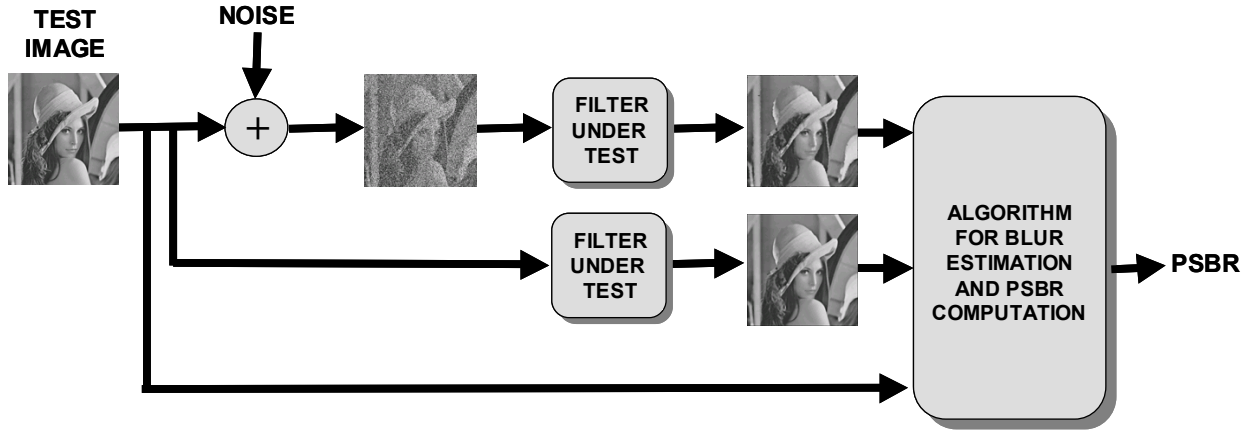 TEST
IMAGE
NOISE
+
FILTER
UNDER
TEST
FILTER
UNDER
TEST
ALGORITHM
FOR BLUR
ESTIMATION
AND PSBR
COMPUTATION
PSBR